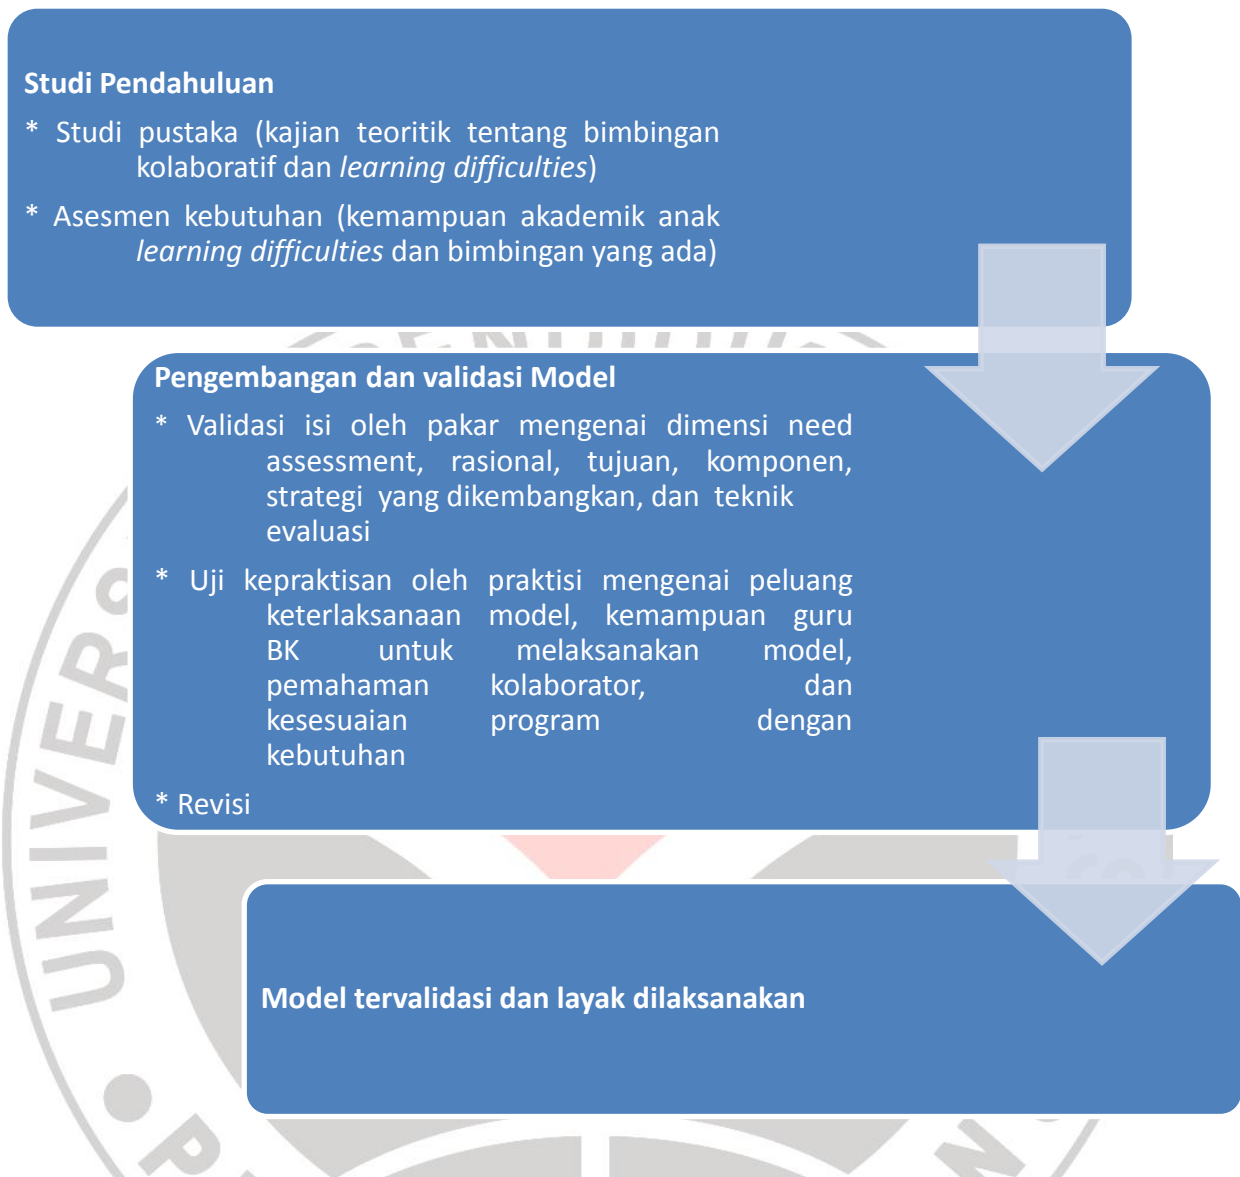 Studi Pendahuluan
* Studi pustaka (kajian teoritik tentang bimbingan
kolaboratif dan learning difficulties)
* Asesmen kebutuhan (kemampuan akademik anak
learning difficulties dan bimbingan yang ada)
Pengembangan dan validasi Model
* Validasi isi oleh pakar mengenai dimensi need
assessment, rasional, tujuan, komponen,
strategi yang dikembangkan, dan teknik
evaluasi
* Uji kepraktisan oleh praktisi mengenai peluang
keterlaksanaan model, kemampuan guru
BK untuk melaksanakan model,
pemahaman kolaborator, dan
kesesuaian program dengan
kebutuhan
* Revisi
Model tervalidasi dan layak dilaksanakan